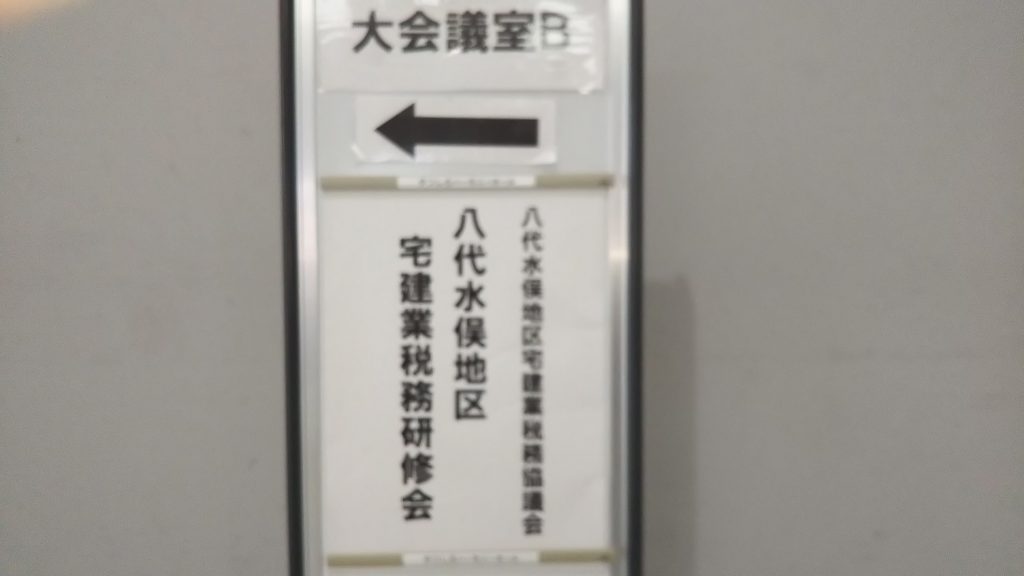 大会議室B
八代水俣地区宅建業税務協議会
八代水俣地区
宅建業税務研修会